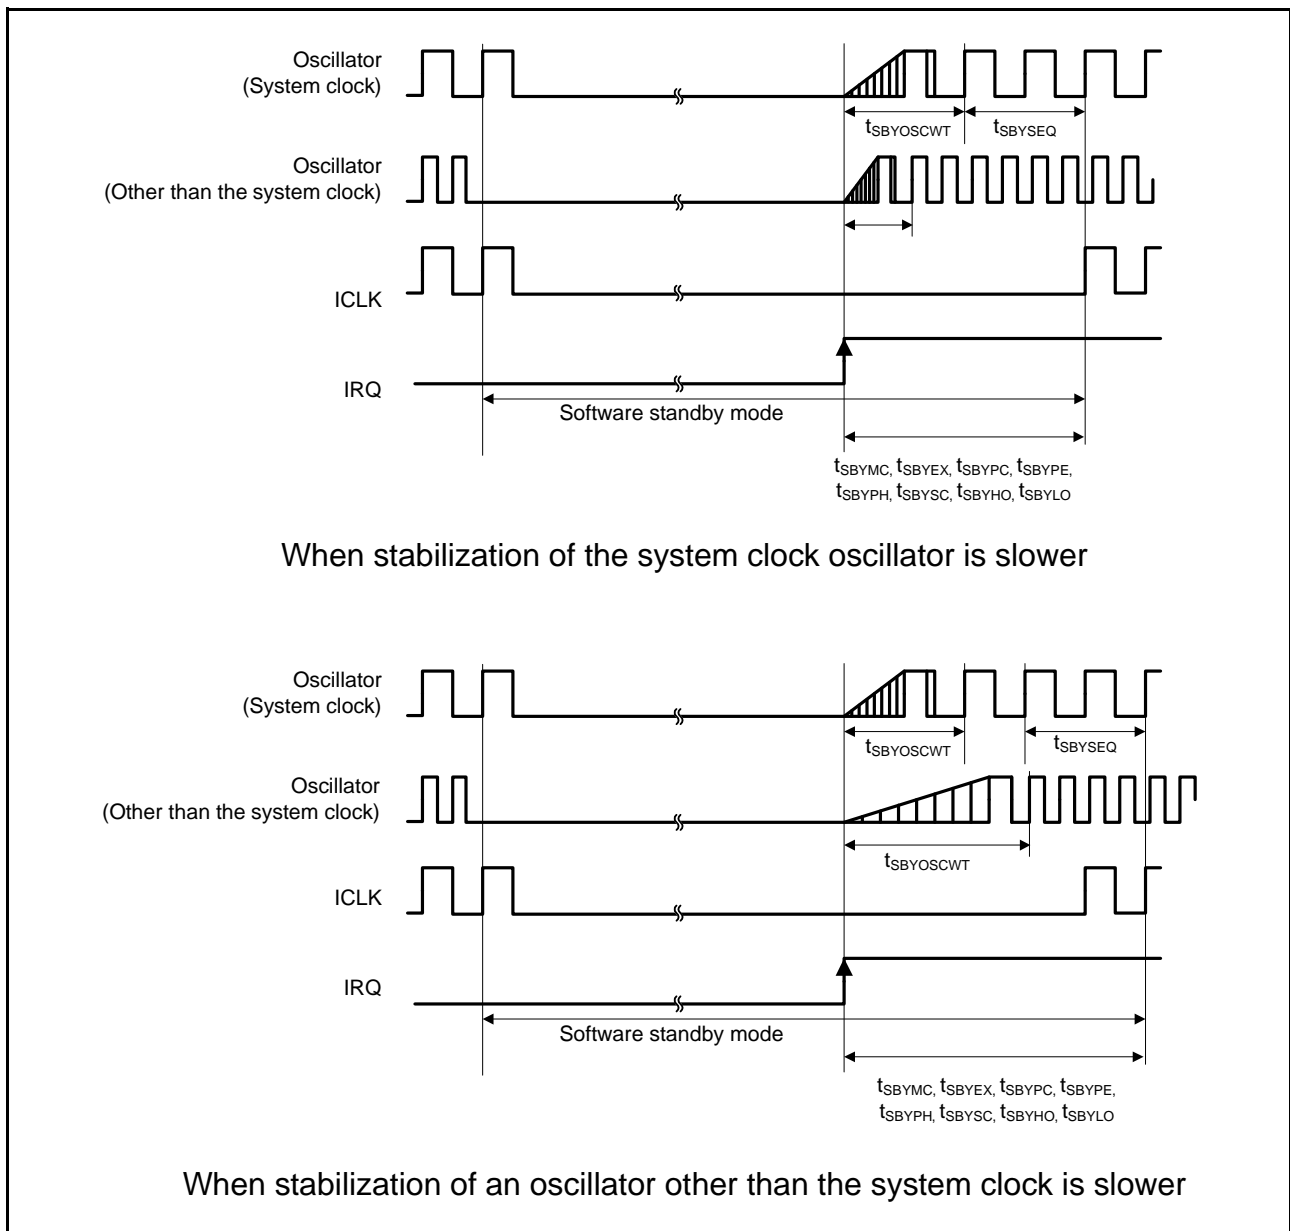 Oscillator
(System clock)
tSBYOSCWT
tSBYSEQ
Oscillator
(Other than the system clock)
ICLK
IRQ
Software standby mode
tSBYMC, tSBYEX, tSBYPC, tSBYPE,
tSBYPH, tSBYSC, tSBYHO, tSBYLO
When stabilization of the system clock oscillator is slower
Oscillator
(System clock)
tSBYOSCWT
tSBYSEQ
Oscillator
(Other than the system clock)
tSBYOSCWT
ICLK
IRQ
Software standby mode
tSBYMC, tSBYEX, tSBYPC, tSBYPE,
tSBYPH, tSBYSC, tSBYHO, tSBYLO
When stabilization of an oscillator other than the system clock is slower